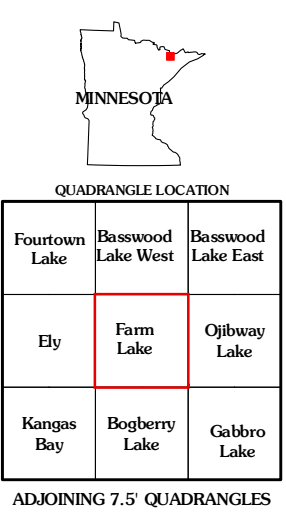 MINNESOTA
QUADRANGLE LOCATION
Fourtown Lake
Basswood Lake West
Basswood Lake East
Ely
Farm Lake
Ojibway Lake
Kangas Bay
Bogberry Lake
Gabbro Lake
ADJOINING 7.5' QUADRANGLES